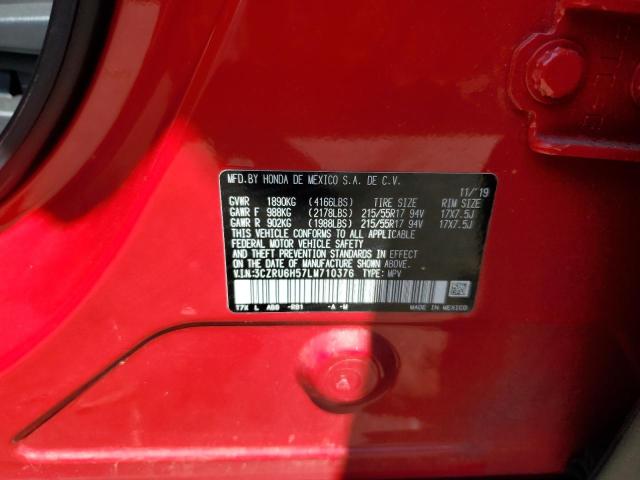 MFD.BY HONDA DE MEXICO S.A. DE C.V.
11/'19
GVWR 1890KG (4166LBS) TIRE SIZE RIM SIZE
GAWR F 988KG (2178LBS) 215/55R17 94V 17X7.5J
GAWR R 902KG (1988LBS) 215/55R17 94V 17X7.5J
THIS VEHICLE CONFORMS TO ALL APPLICABLE
FEDERAL MOTOR VEHICLE SAFETY
AND THEFT PREVENTION STANDARDS IN EFFECT
ON THE DATE OF MANUFACTURE SHOWN ABOVE.
V.I.N:3CZRU6H57LM710376 TYPE: MPV
T7X L AB0 -RB1 -A -M MADE IN MEXICO